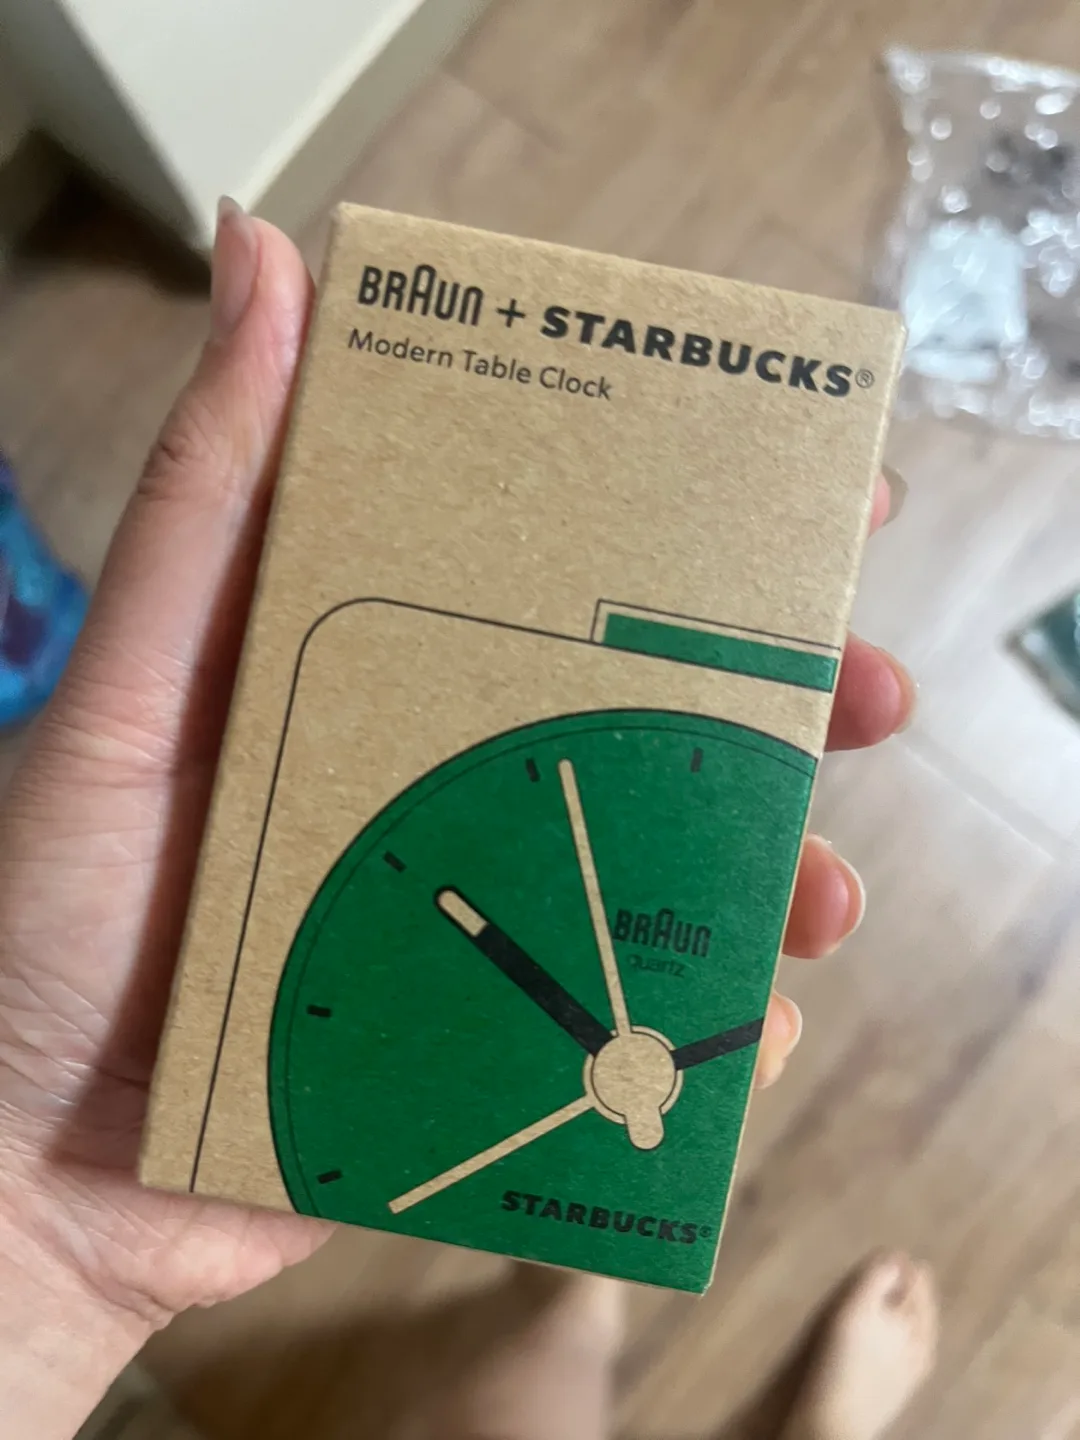 BRAUN + STARBUCKS®
Modern Table Clock
BRAUN
quartz
STARBUCKS®